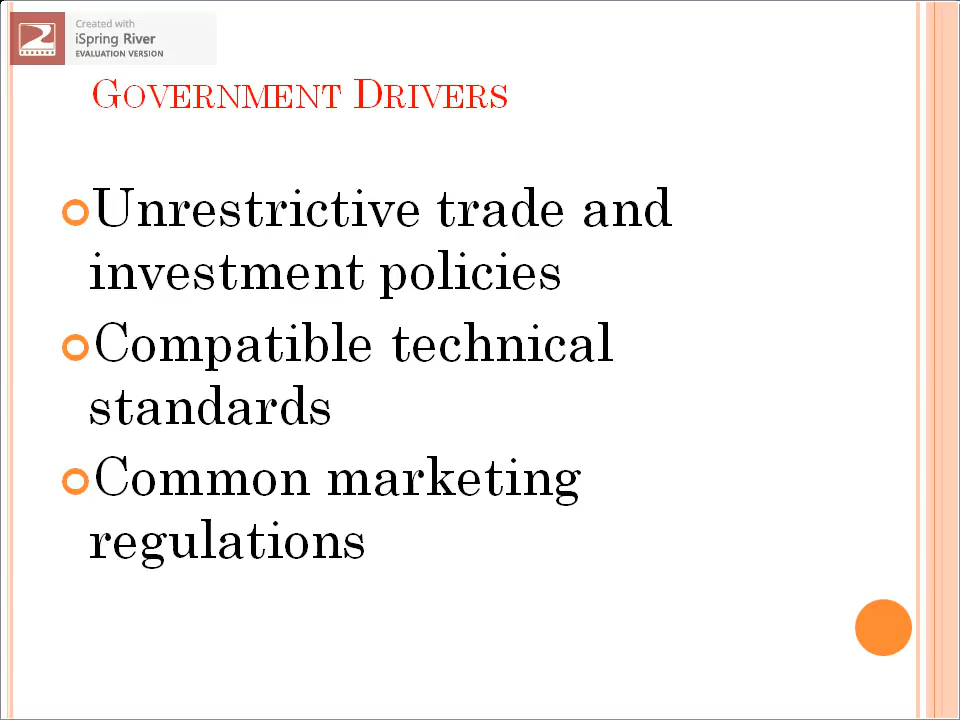 Created with
iSpring River
EVALUATION VERSION
GOVERNMENT DRIVERS
Unrestrictive trade and
investment policies
Compatible technical
standards
Common marketing
regulations